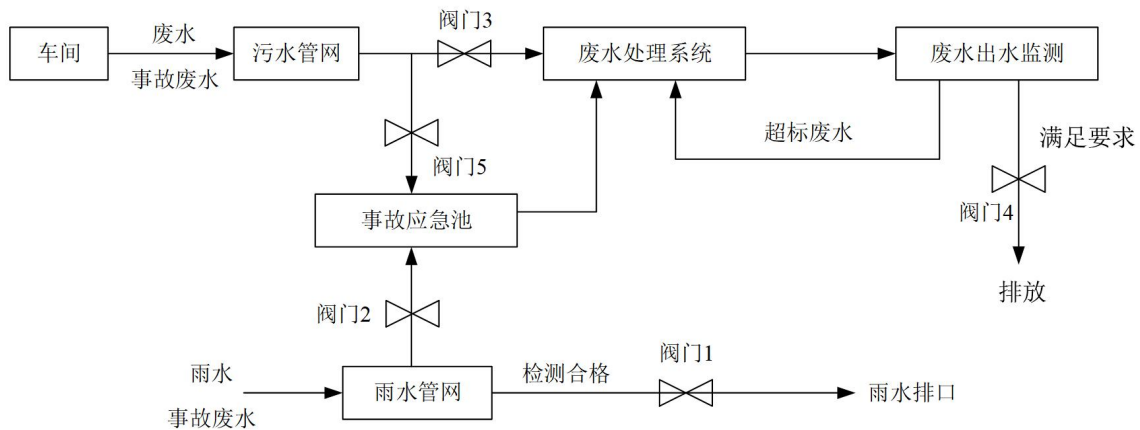 阀门3
车间
废水
事故废水
污水管网
废水处理系统
废水出水监测
超标废水
满足要求
阀门5
阀门4
事故应急池
排放
阀门2
阀门1
雨水
事故废水
雨水管网
检测合格
雨水排口